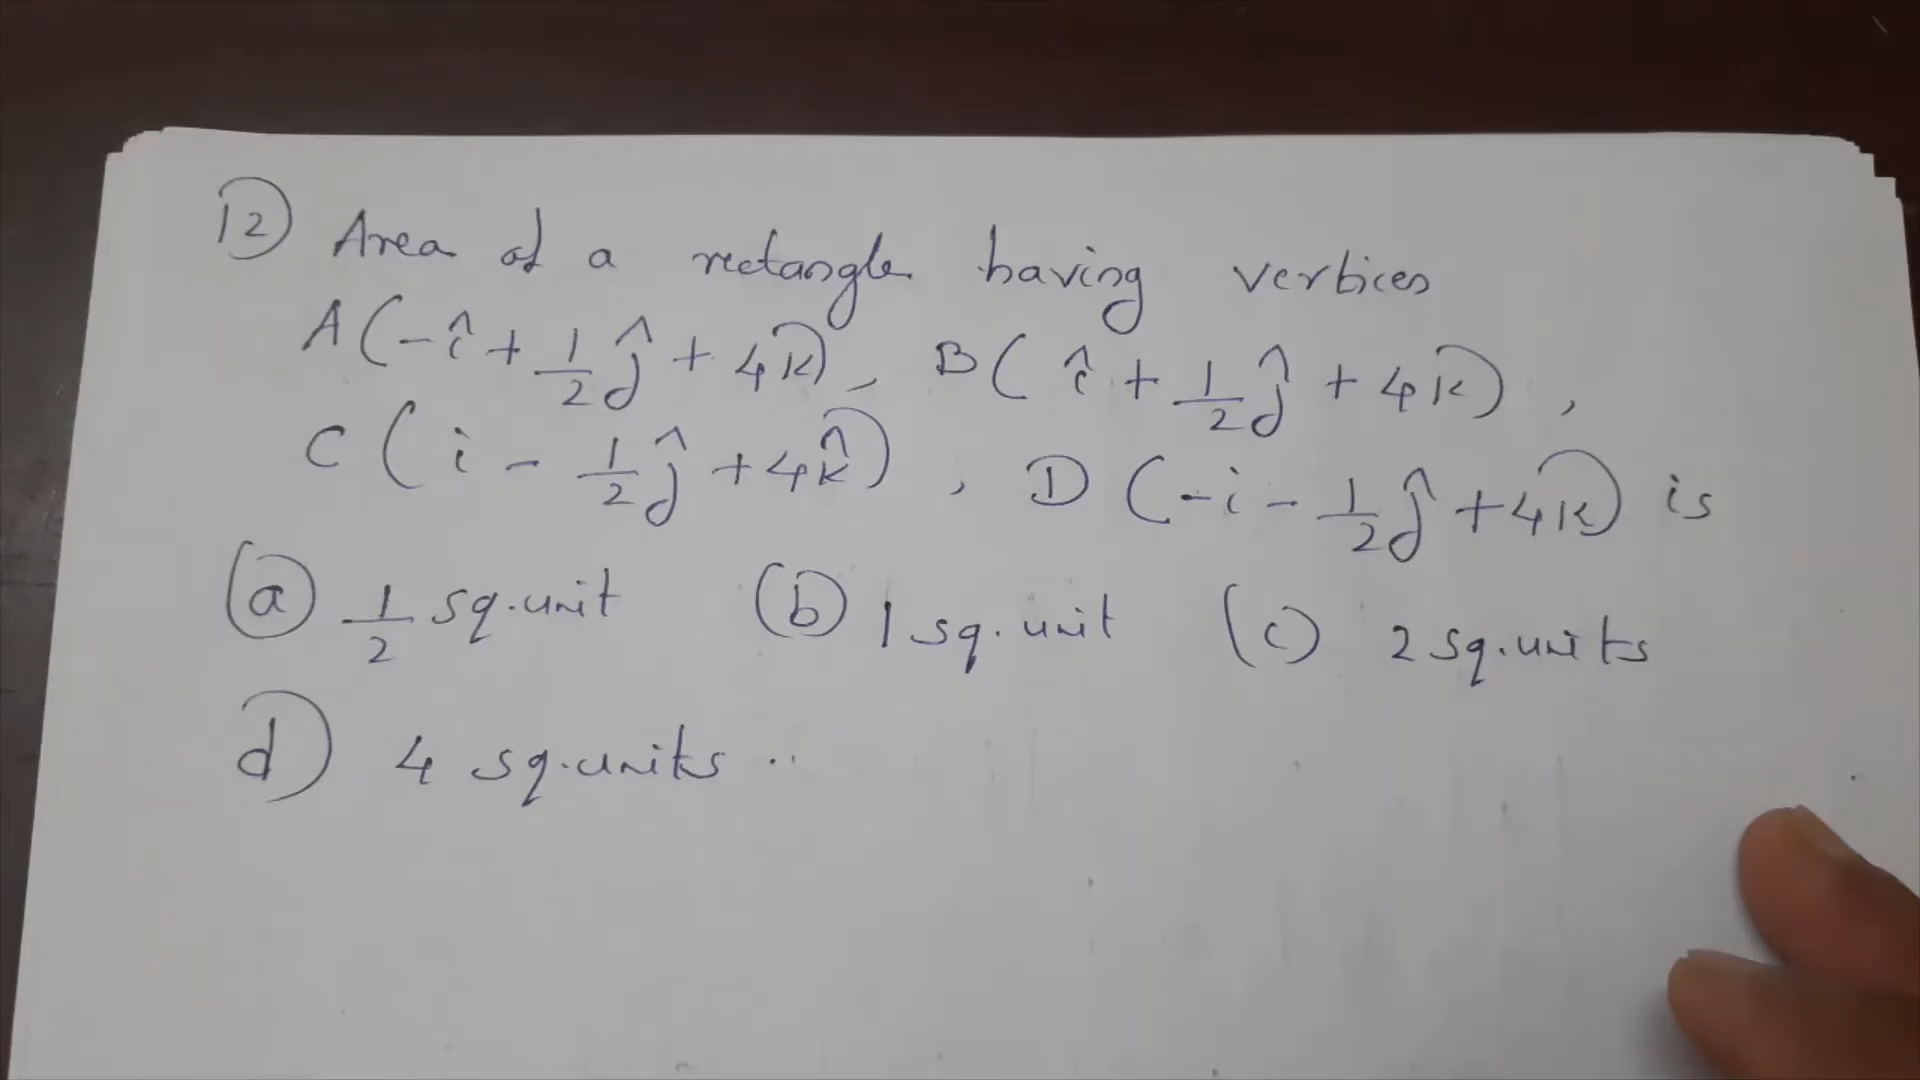 12) Area of a rectangle having vertices
A(-î + 1/2 ĵ + 4k), B(î + 1/2 ĵ + 4k),
C(i - 1/2 ĵ + 4k̂), D(-i - 1/2 ĵ + 4k) is
(a) 1/2 sq.unit (b) 1 sq.unit (c) 2 sq.units
d) 4 sq.units..